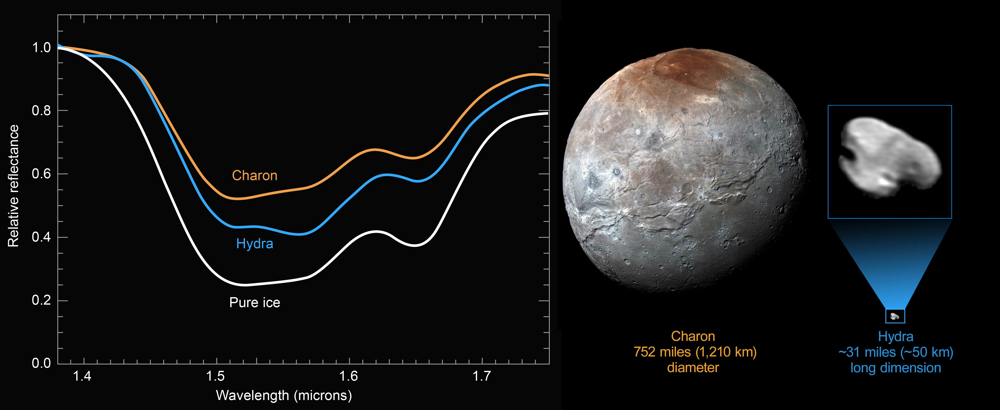 Relative reflectance
1.0
0.8
0.6
0.4
0.2
0.0
Charon
Hydra
Pure ice
1.4 1.5 1.6 1.7
Wavelength (microns)
Charon
752 miles (1,210 km)
diameter
Hydra
~31 miles (~50 km)
long dimension